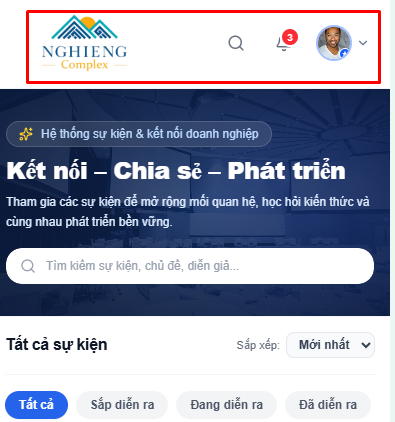 NGHIENG
Complex
3
Hệ thống sự kiện & kết nối doanh nghiệp
Kết nối – Chia sẻ – Phát triển
Tham gia các sự kiện để mở rộng mối quan hệ, học hỏi kiến thức và
cùng nhau phát triển bền vững.
Tìm kiếm sự kiện, chủ đề, diễn giả...
Tất cả sự kiện
Sắp xếp:
Mới nhất
Tất cả
Sắp diễn ra
Đang diễn ra
Đã diễn ra